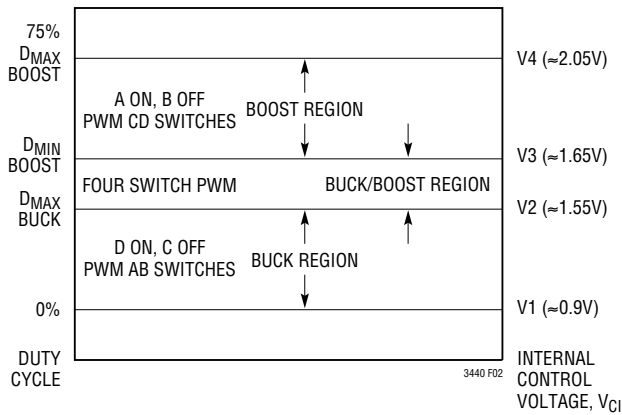 75%
DMAX
BOOST
V4 (≈2.05V)
A ON, B OFF
PWM CD SWITCHES
BOOST REGION
DMIN
BOOST
V3 (≈1.65V)
FOUR SWITCH PWM
BUCK/BOOST REGION
DMAX
BUCK
V2 (≈1.55V)
D ON, C OFF
PWM AB SWITCHES
BUCK REGION
0%
V1 (≈0.9V)
DUTY
CYCLE
3440 F02
INTERNAL
CONTROL
VOLTAGE, VCI